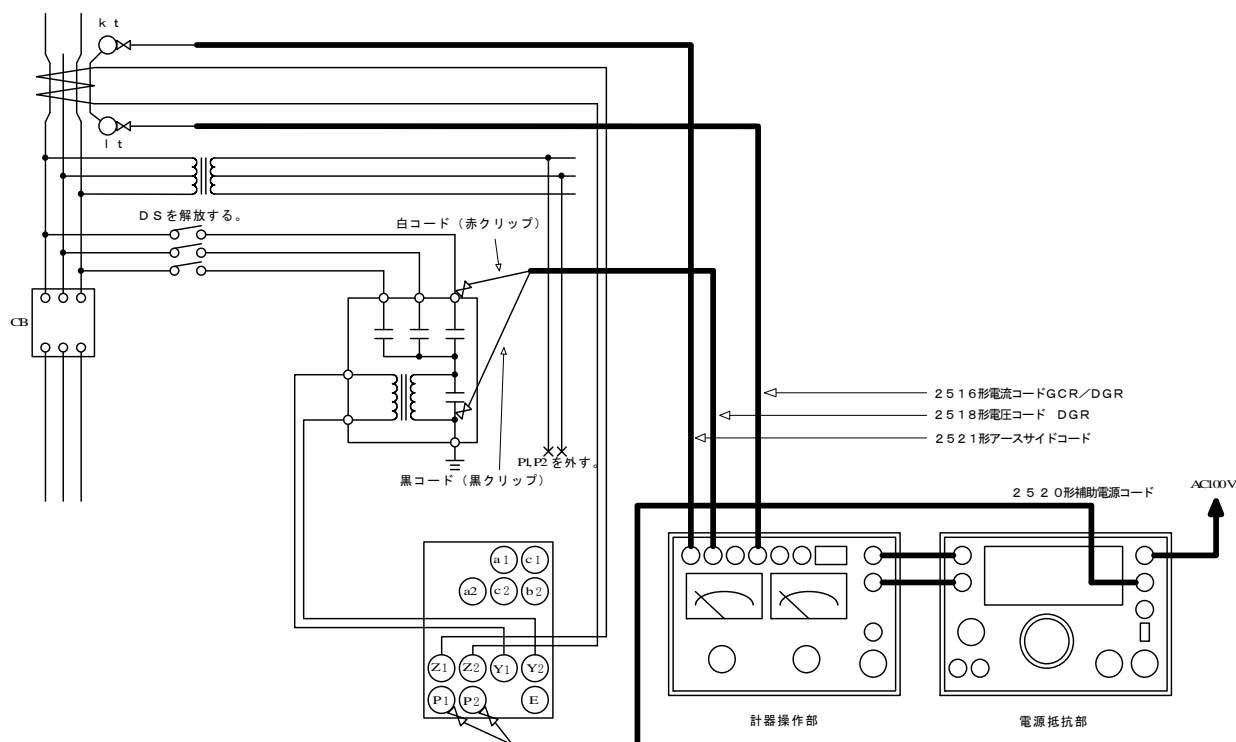 k t
l t
DSを解放する。
白コード（赤クリップ）
CB
2516形電流コードGCR／DGR
2518形電圧コード DGR
2521形アースサイドコード
P1,P2を外す。
黒コード（黒クリップ）
2520形補助電源コード
AC100V
a1 c1
a2 c2 b2
Z1 Z2 Y1 Y2
P1 P2 E
計器操作部
電源抵抗部